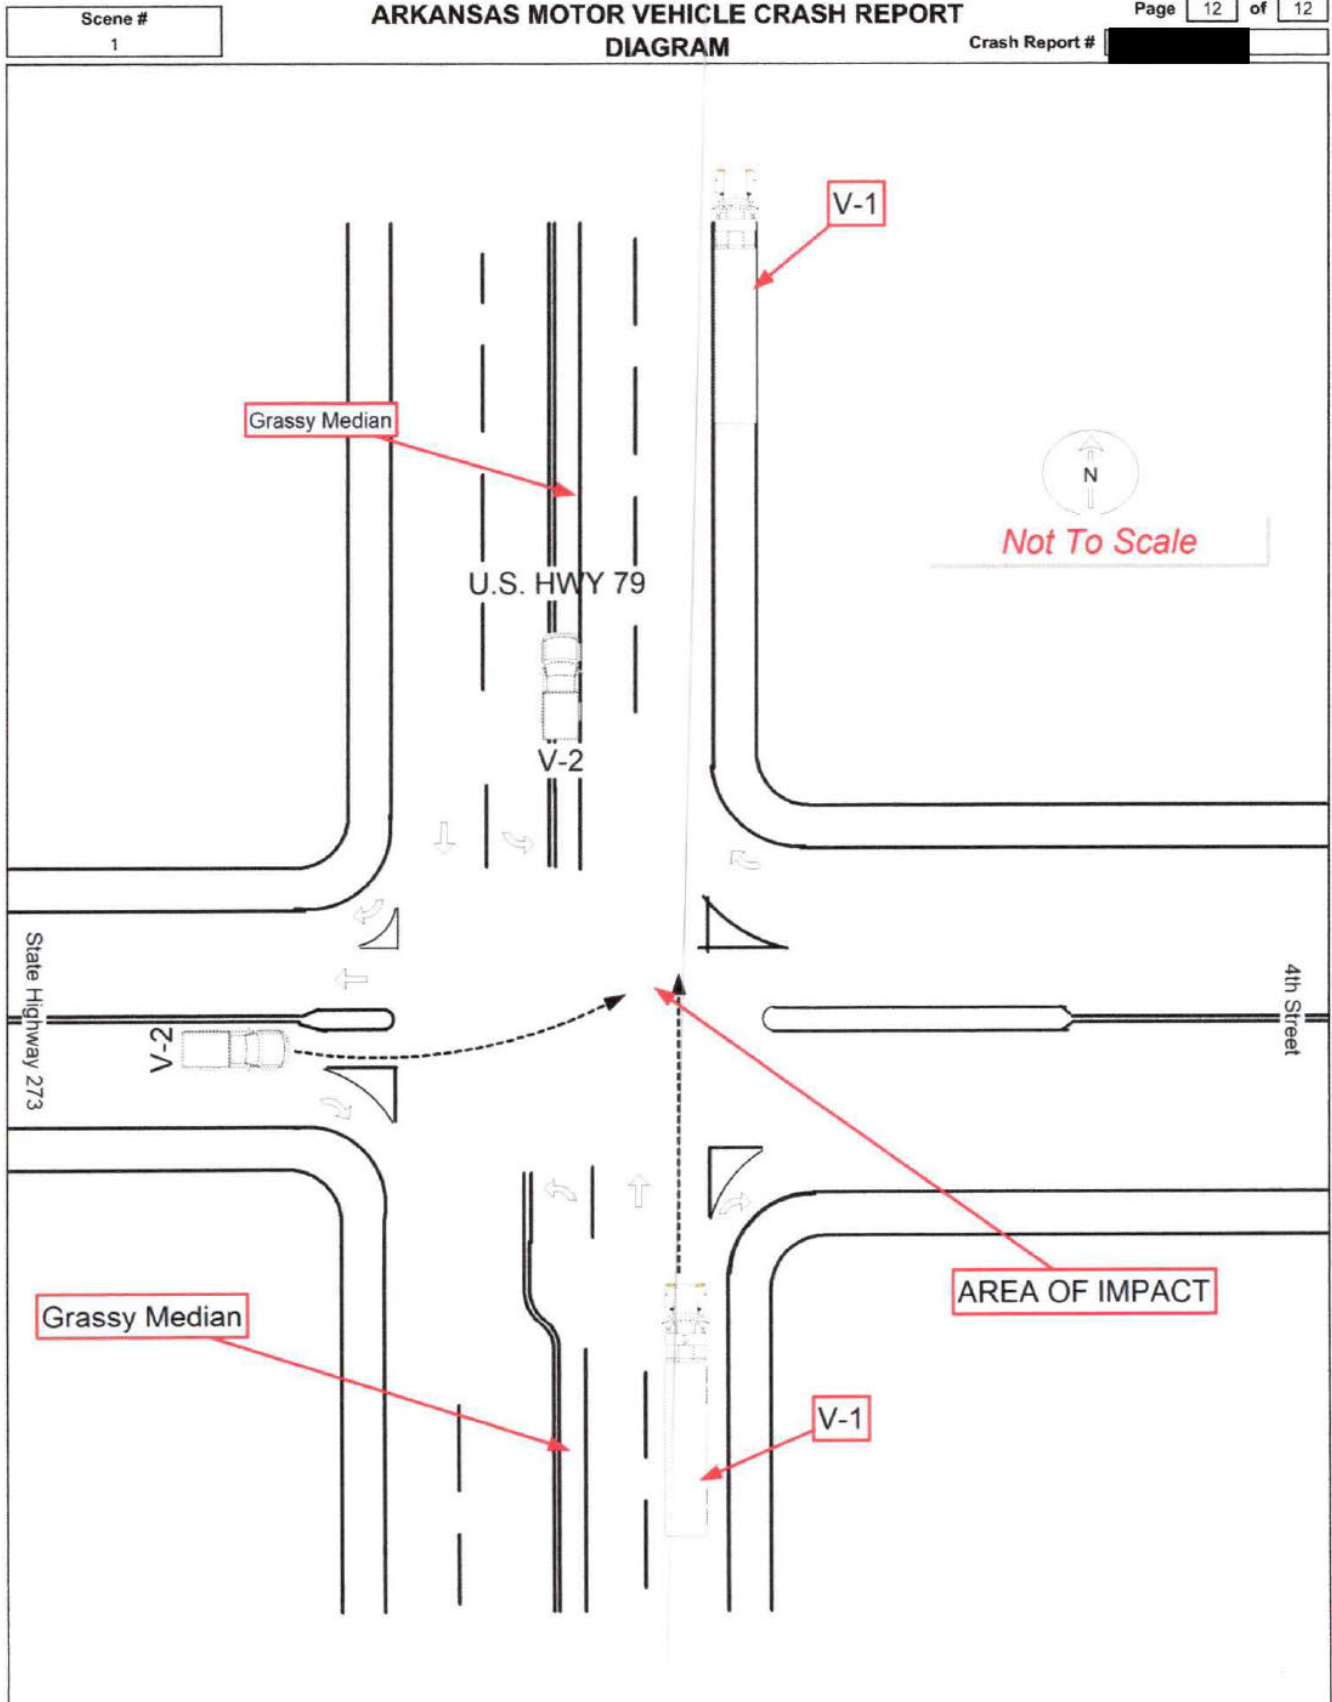 Scene #
1
ARKANSAS MOTOR VEHICLE CRASH REPORT
DIAGRAM
Page 12 of 12
Crash Report #
V-1
Grassy Median
N
Not To Scale
U.S. HWY 79
V-2
State Highway 273
V-2
4th Street
AREA OF IMPACT
Grassy Median
V-1